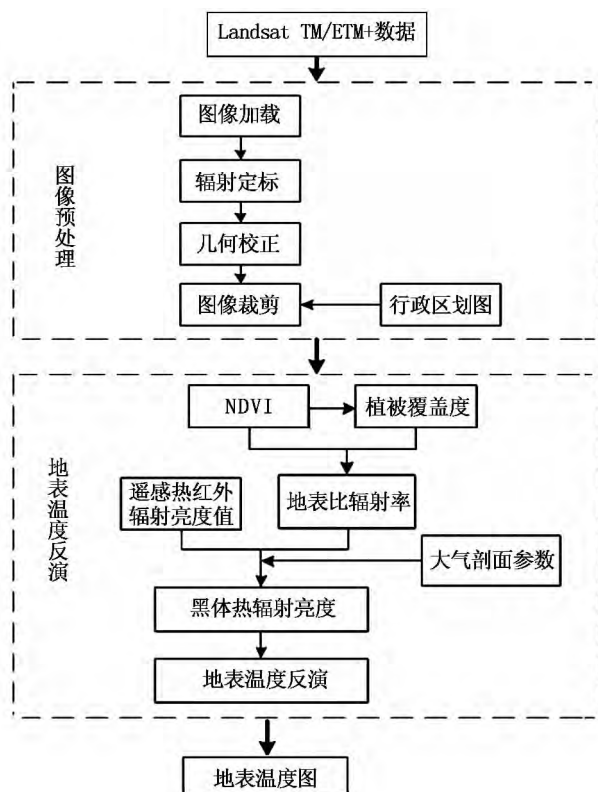 Landsat TM/ETM+数据
图像预处理
图像加载
辐射定标
几何校正
图像裁剪
行政区划图
地表温度反演
NDVI
植被覆盖度
遥感热红外
辐射亮度值
地表比辐射率
大气剖面参数
黑体热辐射亮度
地表温度反演
地表温度图